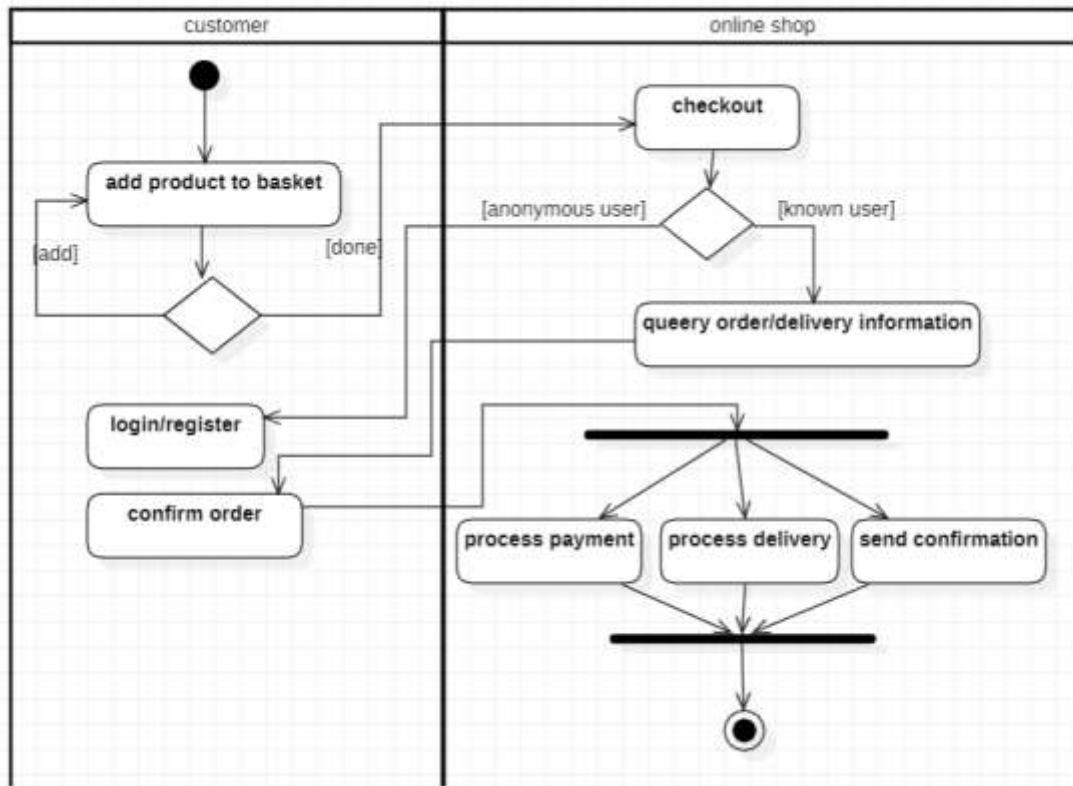 customer
online shop
checkout
add product to basket
[anonymous user]
[known user]
[add]
[done]
queery order/delivery information
login/register
confirm order
process payment
process delivery
send confirmation